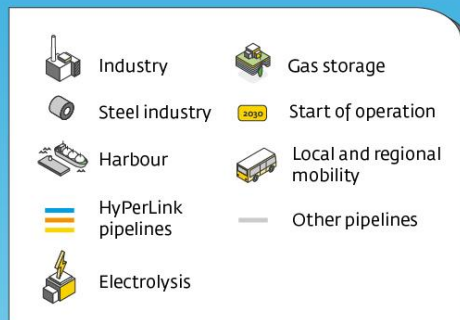 Industry
Steel industry
Harbour
HyPerLink
pipelines
Electrolysis
Gas storage
2030
Start of operation
Local and regional
mobility
Other pipelines